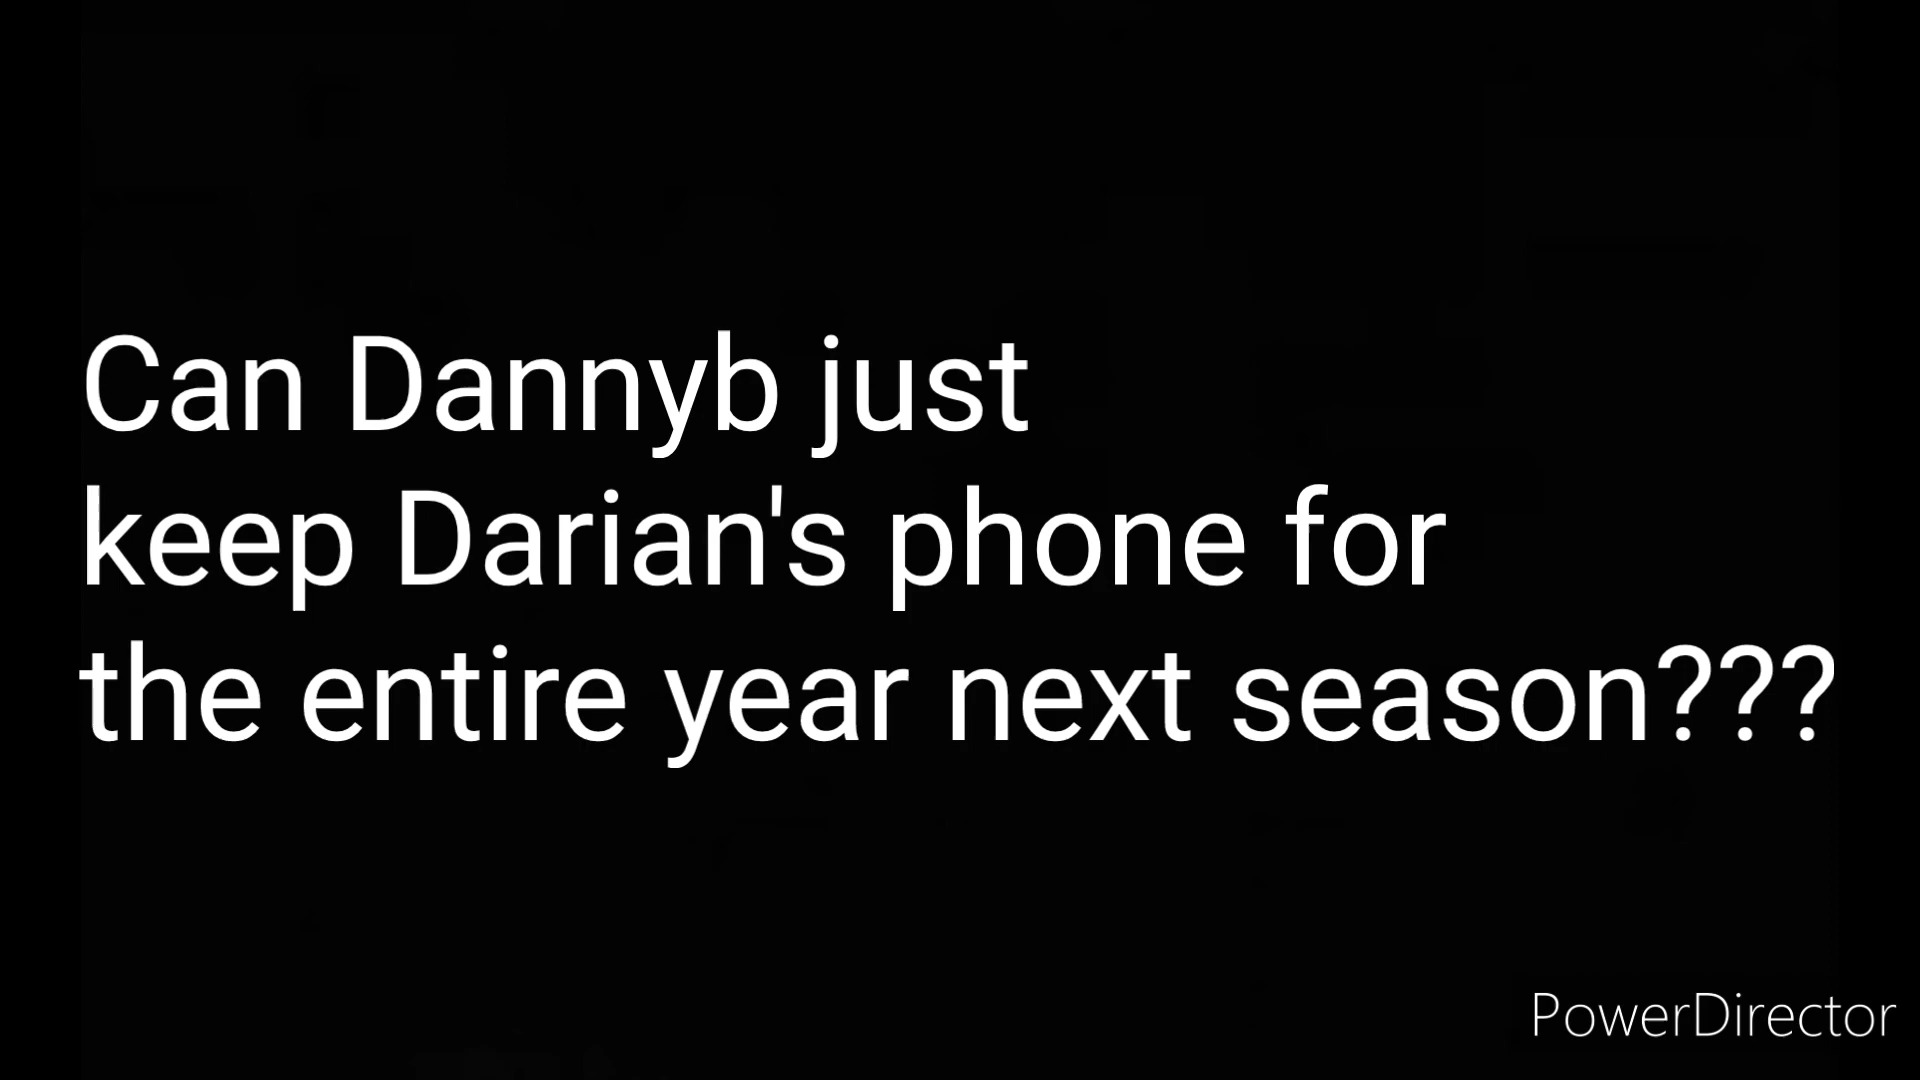 Can Dannyb just
keep Darian's phone for
the entire year next season???
PowerDirector